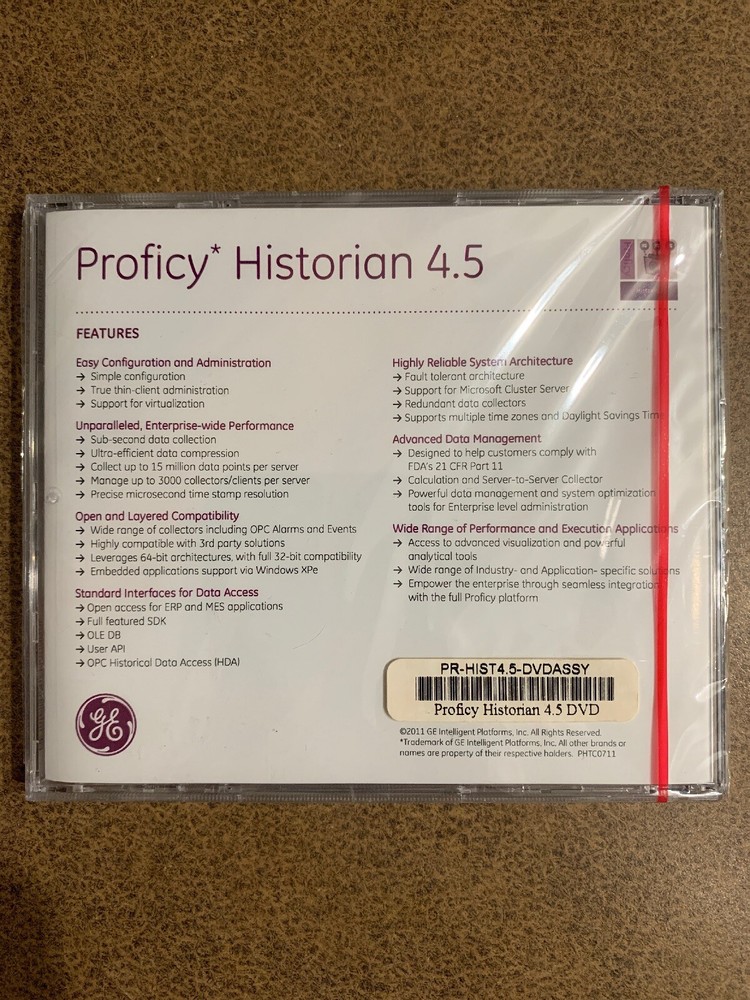 Proficy* Historian 4.5
FEATURES
Easy Configuration and Administration
→ Simple configuration
→ True thin-client administration
→ Support for virtualization
Unparalleled, Enterprise-wide Performance
→ Sub-second data collection
→ Ultra-efficient data compression
→ Collect up to 15 million data points per server
→ Manage up to 3000 collectors/clients per server
→ Precise microsecond time stamp resolution
Open and Layered Compatibility
→ Wide range of collectors including OPC Alarms and Events
→ Highly compatible with 3rd party solutions
→ Leverages 64-bit architectures, with full 32-bit compatibility
→ Embedded applications support via Windows XPe
Standard Interfaces for Data Access
→ Open access for ERP and MES applications
→ Full featured SDK
→ OLE DB
→ User API
→ OPC Historical Data Access (HDA)
Highly Reliable System Architecture
→ Fault tolerant architecture
→ Support for Microsoft Cluster Server
→ Redundant data collectors
→ Supports multiple time zones and Daylight Savings Time
Advanced Data Management
→ Designed to help customers comply with
FDA's 21 CFR Part 11
→ Calculation and Server-to-Server Collector
→ Powerful data management and system optimization
tools for Enterprise level administration
Wide Range of Performance and Execution Applications
→ Access to advanced visualization and powerful
analytical tools
→ Wide range of Industry- and Application- specific solutions
→ Empower the enterprise through seamless integration
with the full Proficy platform
PR-HIST4.5-DVDASSY
Proficy Historian 4.5 DVD
GE
©2011 GE Intelligent Platforms, Inc. All Rights Reserved.
*Trademark of GE Intelligent Platforms, Inc. All other brands or
names are property of their respective holders. PHTC0711